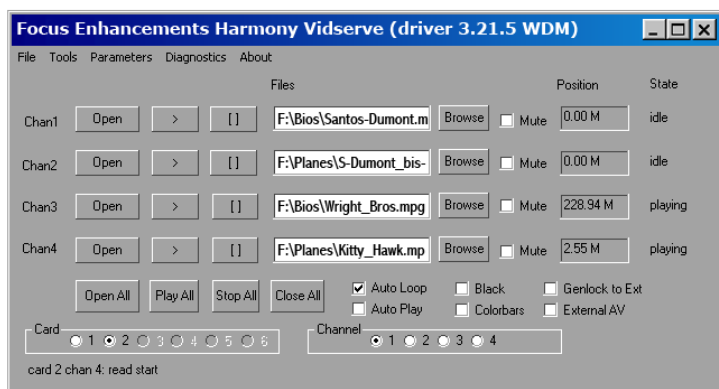 Focus Enhancements Harmony Vidserve (driver 3.21.5 WDM)
File Tools Parameters Diagnostics About
Files Position State
Chan1 Open > [ ] F:\Bios\Santos-Dumont.m Browse Mute 0.00 M idle
Chan2 Open > [ ] F:\Planes\S-Dumont_bis- Browse Mute 0.00 M idle
Chan3 Open > [ ] F:\Bios\Wright_Bros.mpg Browse Mute 228.94 M playing
Chan4 Open > [ ] F:\Planes\Kitty_Hawk.mp Browse Mute 2.55 M playing
Open All Play All Stop All Close All Auto Loop Black Genlock to Ext
Auto Play Colorbars External AV
Card Channel
1 2 3 4 5 6 1 2 3 4
card 2 chan 4: read start